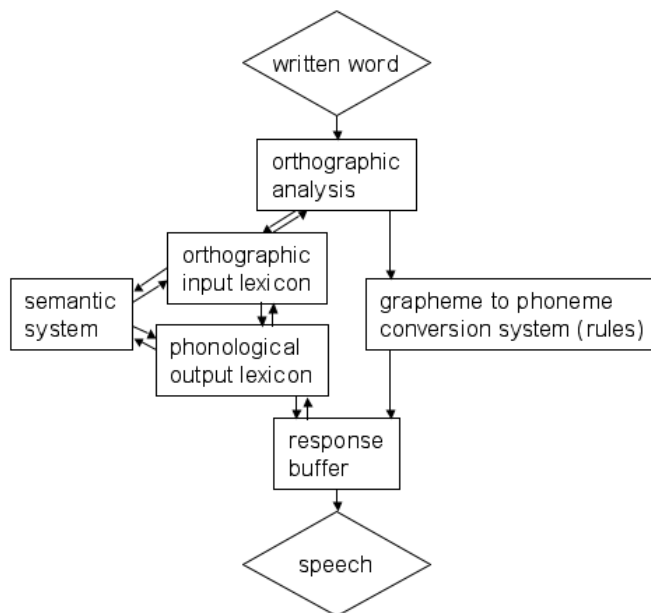 written word
orthographic
analysis
orthographic
input lexicon
semantic
system
phonological
output lexicon
grapheme to phoneme
conversion system (rules)
response
buffer
speech